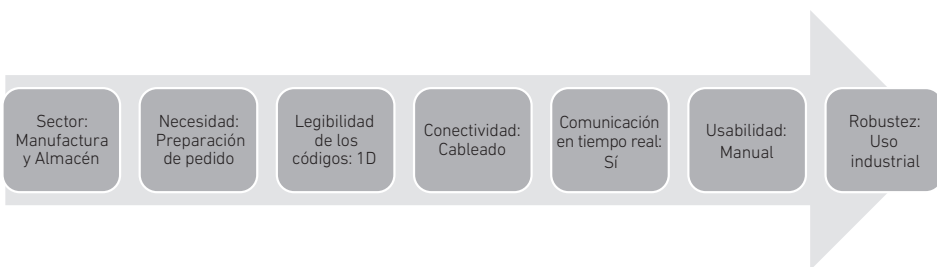 Sector:
Manufactura
y Almacén
Necesidad:
Preparación
de pedido
Legibilidad
de los
códigos: 1D
Conectividad:
Cableado
Comunicación
en tiempo real:
Sí
Usabilidad:
Manual
Robustez:
Uso
industrial